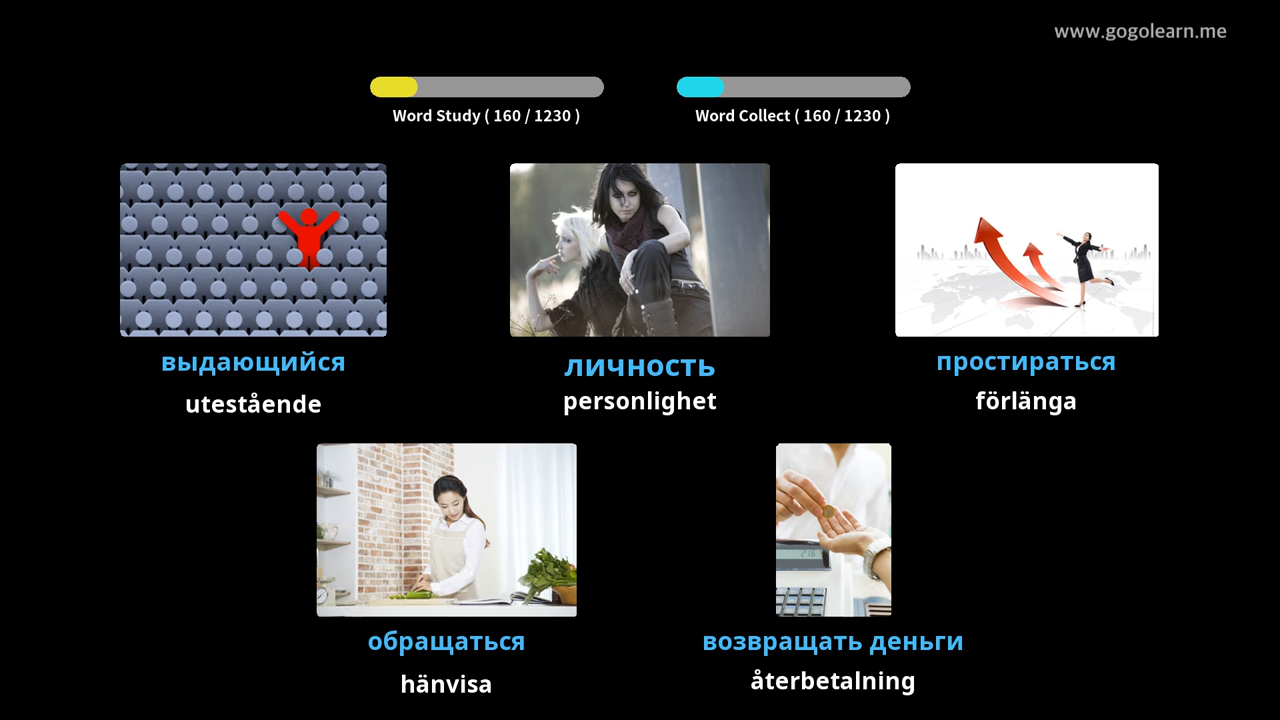 www.gogolearn.me
Word Study ( 160 / 1230 )
Word Collect ( 160 / 1230 )
выдающийся
личность
простираться
utestående
personlighet
förlänga
обращаться
возвращать деньги
hänvisa
återbetalning